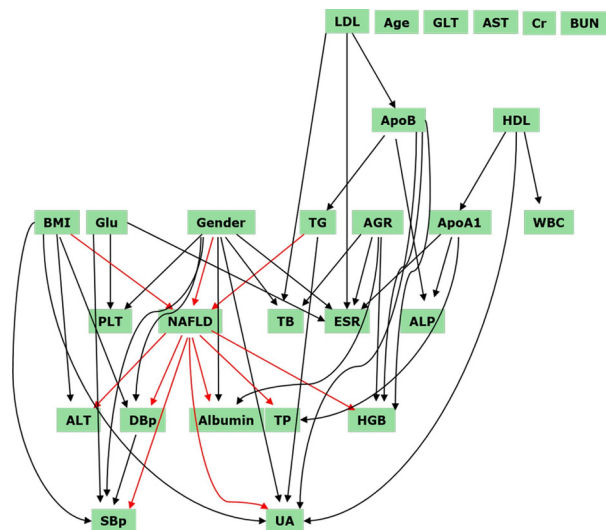 LDL Age GLT AST Cr BUN
ApoB HDL
BMI Glu Gender TG AGR ApoA1 WBC
PLT NAFLD TB ESR ALP
ALT DBp Albumin TP HGB
SBp UA